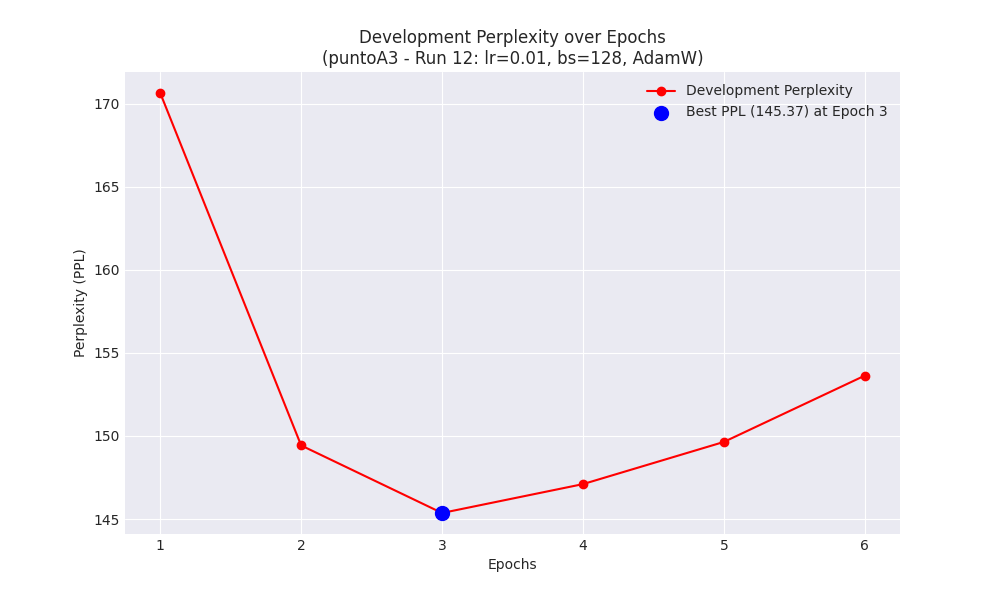 Development Perplexity over Epochs
(puntoA3 - Run 12: lr=0.01, bs=128, AdamW)
Development Perplexity
Best PPL (145.37) at Epoch 3
Perplexity (PPL)
170
165
160
155
150
145
1 2 3 4 5 6
Epochs